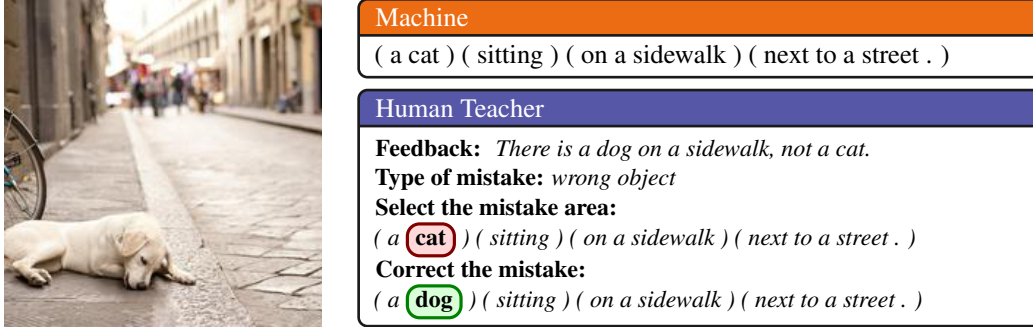 Machine
( a cat ) ( sitting ) ( on a sidewalk ) ( next to a street . )
Human Teacher
Feedback: There is a dog on a sidewalk, not a cat.
Type of mistake: wrong object
Select the mistake area:
( a cat ) ( sitting ) ( on a sidewalk ) ( next to a street . )
Correct the mistake:
( a dog ) ( sitting ) ( on a sidewalk ) ( next to a street . )